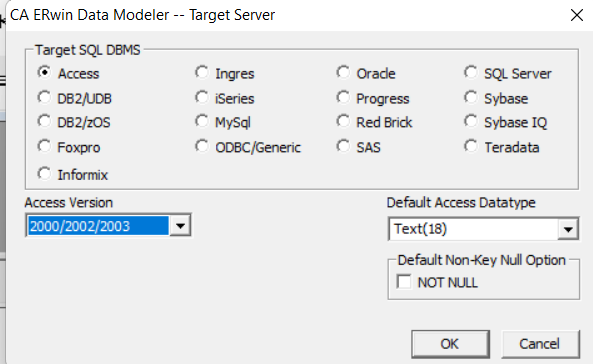 CA ERwin Data Modeler -- Target Server
Target SQL DBMS
Access Ingres Oracle SQL Server
DB2/UDB iSeries Progress Sybase
DB2/zOS MySql Red Brick Sybase IQ
Foxpro ODBC/Generic SAS Teradata
Informix
Access Version Default Access Datatype
2000/2002/2003 Text(18)
Default Non-Key Null Option
NOT NULL
OK Cancel